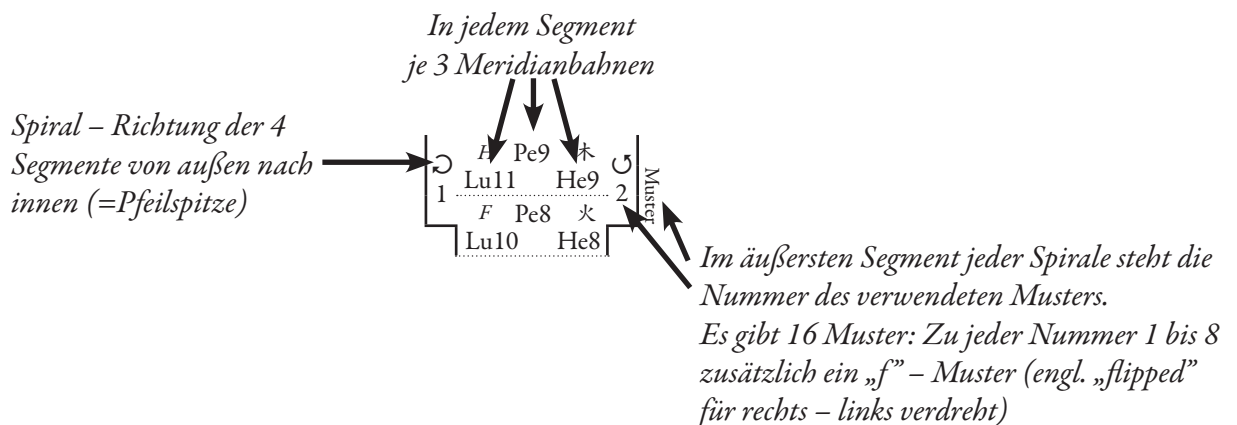 In jedem Segment
je 3 Meridianbahnen
Spiral – Richtung der 4
Segmente von außen nach
innen (=Pfeilspitze)
H Pe9 木
Lu11 He9
1 2
Muster
F Pe8 火
Lu10 He8
Im äußersten Segment jeder Spirale steht die
Nummer des verwendeten Musters.
Es gibt 16 Muster: Zu jeder Nummer 1 bis 8
zusätzlich ein „f” – Muster (engl. „flipped”
für rechts – links verdreht)